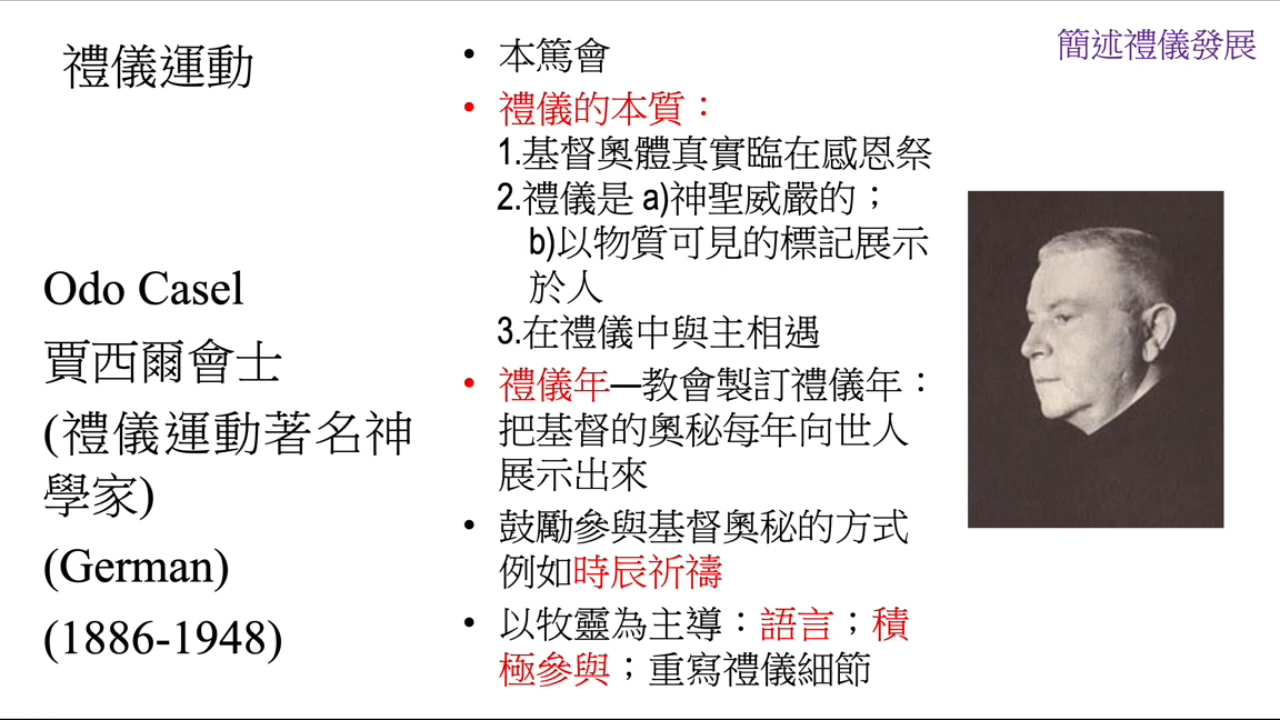 禮儀運動
Odo Casel
賈西爾會士
(禮儀運動著名神
學家)
(German)
(1886-1948)
• 本篤會
• 禮儀的本質：
1.基督奧體真實臨在感恩祭
2.禮儀是 a)神聖威嚴的；
b)以物質可見的標記展示
於人
3.在禮儀中與主相遇
• 禮儀年—教會製訂禮儀年：
把基督的奧秘每年向世人
展示出來
• 鼓勵參與基督奧秘的方式
例如時辰祈禱
• 以牧靈為主導：語言；積
極參與；重寫禮儀細節
簡述禮儀發展